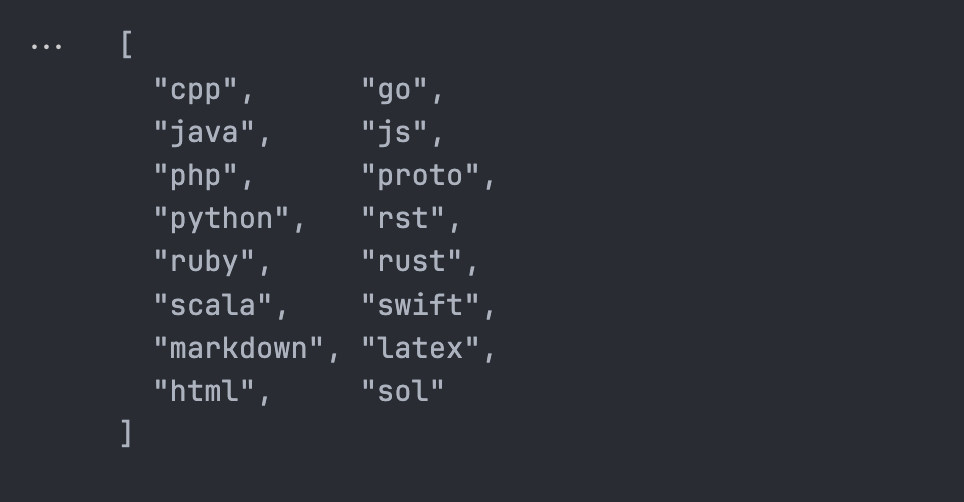 ... [
"cpp", "go",
"java", "js",
"php", "proto",
"python", "rst",
"ruby", "rust",
"scala", "swift",
"markdown", "latex",
"html", "sol"
]